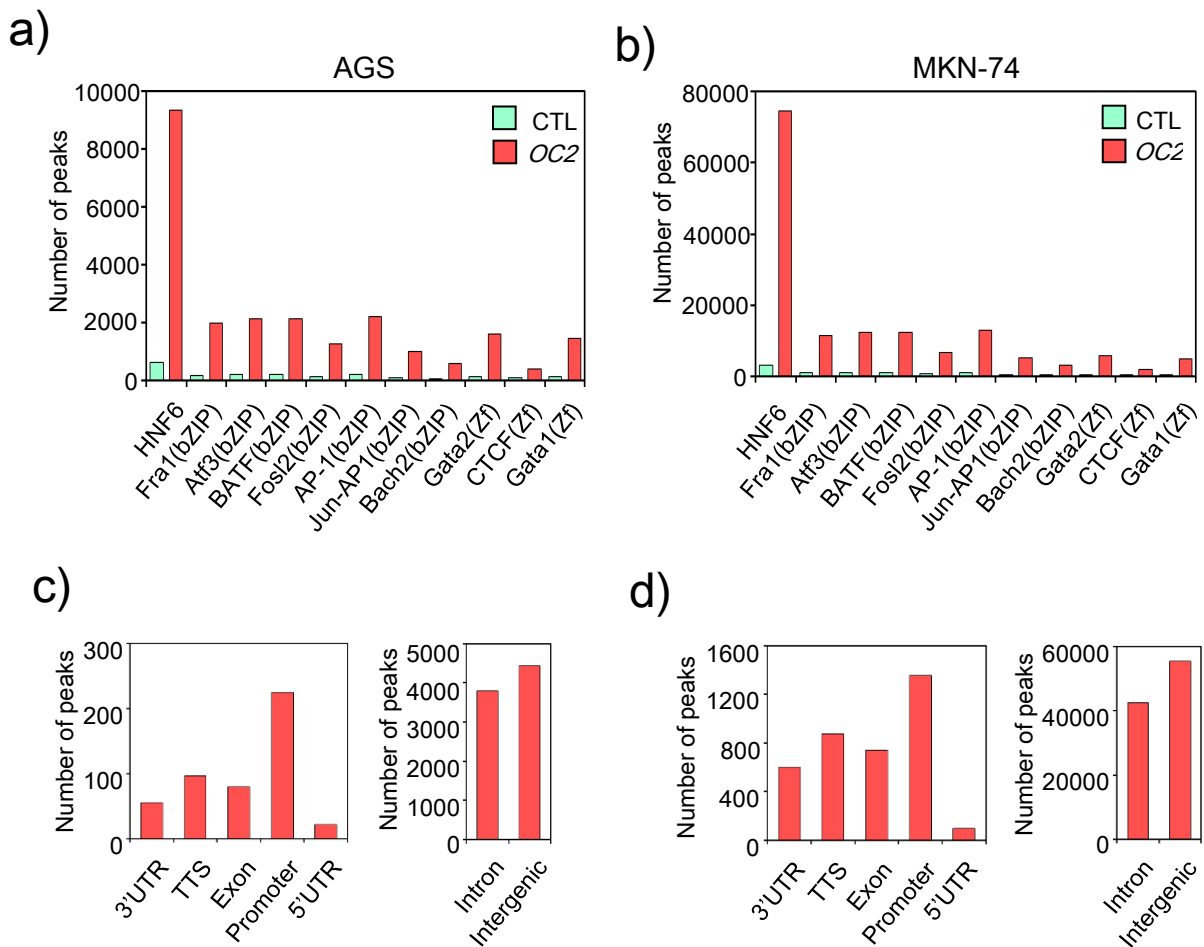 a)
AGS
Number of peaks
10000
8000
6000
4000
2000
0
CTL
OC2
HNF6
Fra1(bZIP)
Atf3(bZIP)
BATF(bZIP)
Fosl2(bZIP)
AP-1(bZIP)
Jun-AP1(bZIP)
Bach2(bZIP)
Gata2(Zf)
CTCF(Zf)
Gata1(Zf)
b)
MKN-74
Number of peaks
80000
60000
40000
20000
0
CTL
OC2
HNF6
Fra1(bZIP)
Atf3(bZIP)
BATF(bZIP)
Fosl2(bZIP)
AP-1(bZIP)
Jun-AP1(bZIP)
Bach2(bZIP)
Gata2(Zf)
CTCF(Zf)
Gata1(Zf)
c)
Number of peaks
300
200
100
0
3'UTR
TTS
Exon
Promoter
5'UTR
Number of peaks
5000
4000
3000
2000
1000
0
Intron
Intergenic
d)
Number of peaks
1600
1200
800
400
0
3'UTR
TTS
Exon
Promoter
5'UTR
Number of peaks
60000
40000
20000
0
Intron
Intergenic